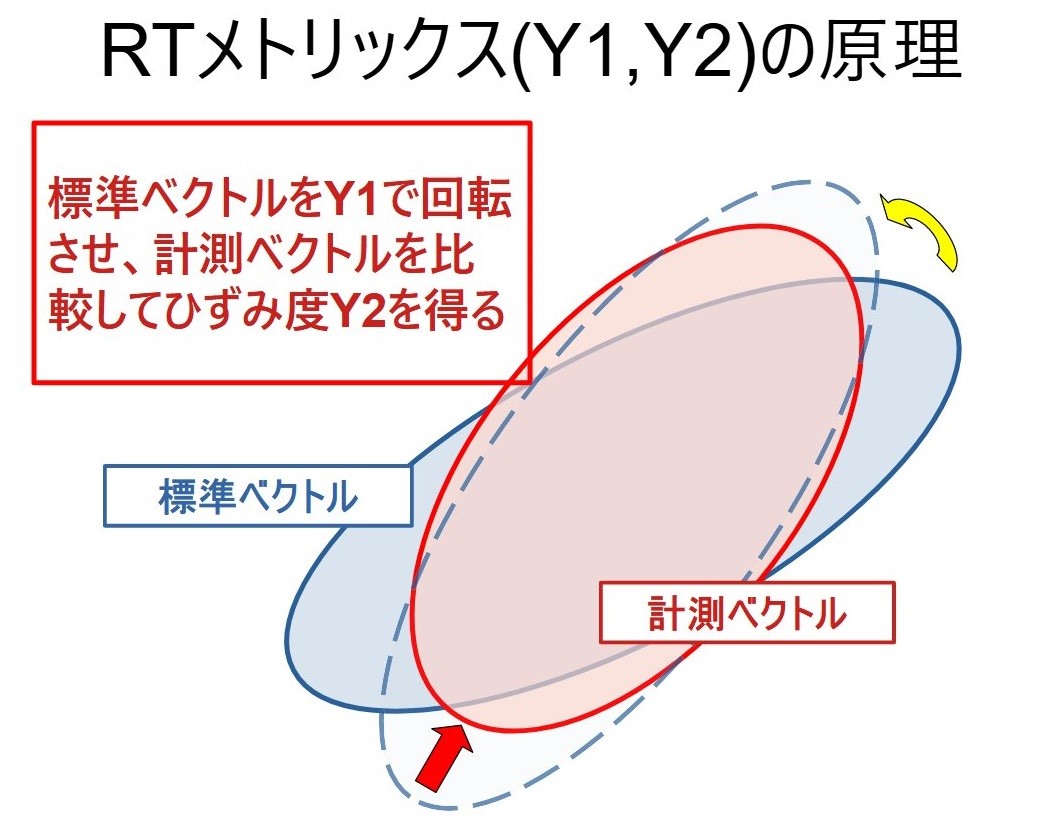 RTメトリックス(Y1,Y2)の原理
標準ベクトルをY1で回転
させ、計測ベクトルを比
較してひずみ度Y2を得る
標準ベクトル
計測ベクトル